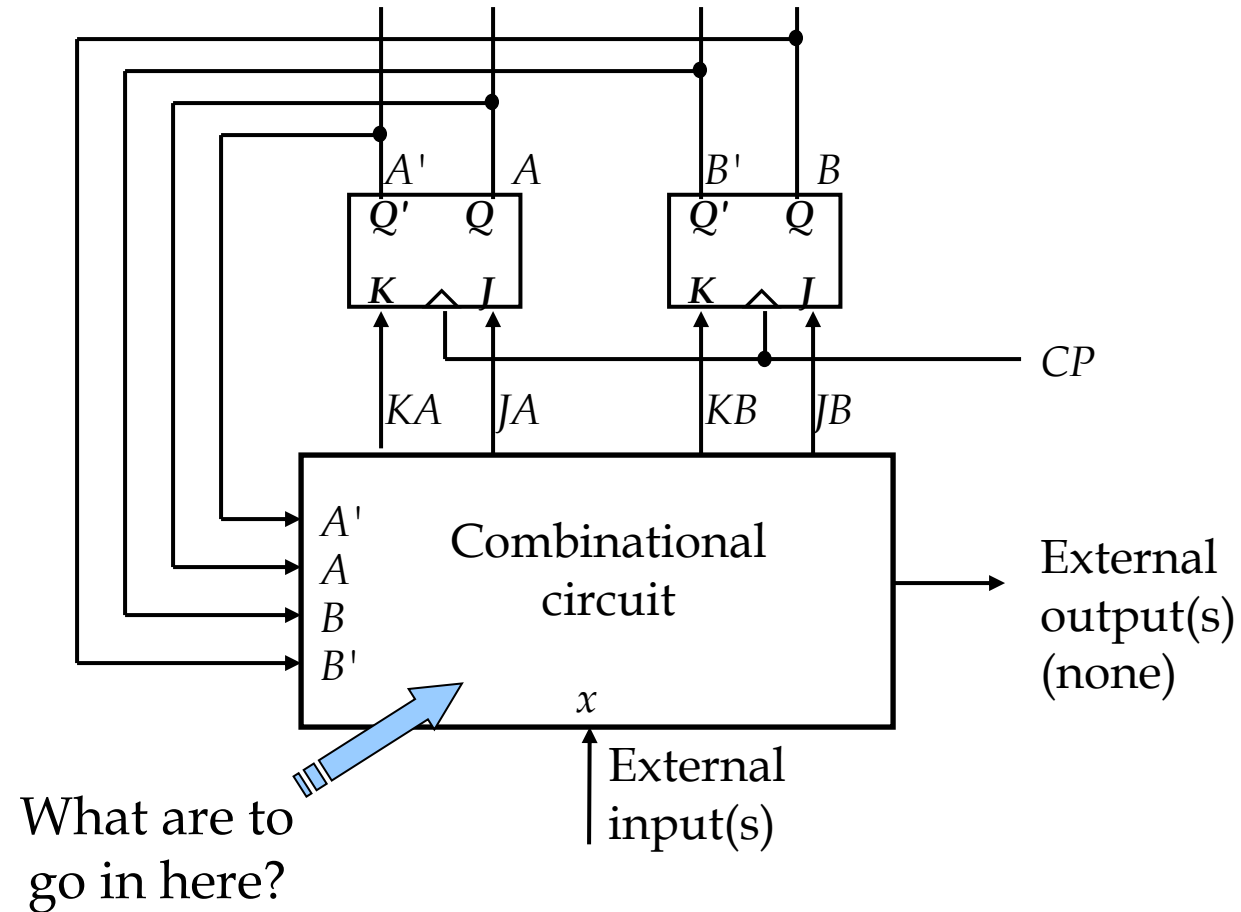 A' A B' B
Q' Q Q' Q
K J K J
CP
KA JA KB JB
A'
A
B
B'
Combinational
circuit
x
External
output(s)
(none)
External
input(s)
What are to
go in here?